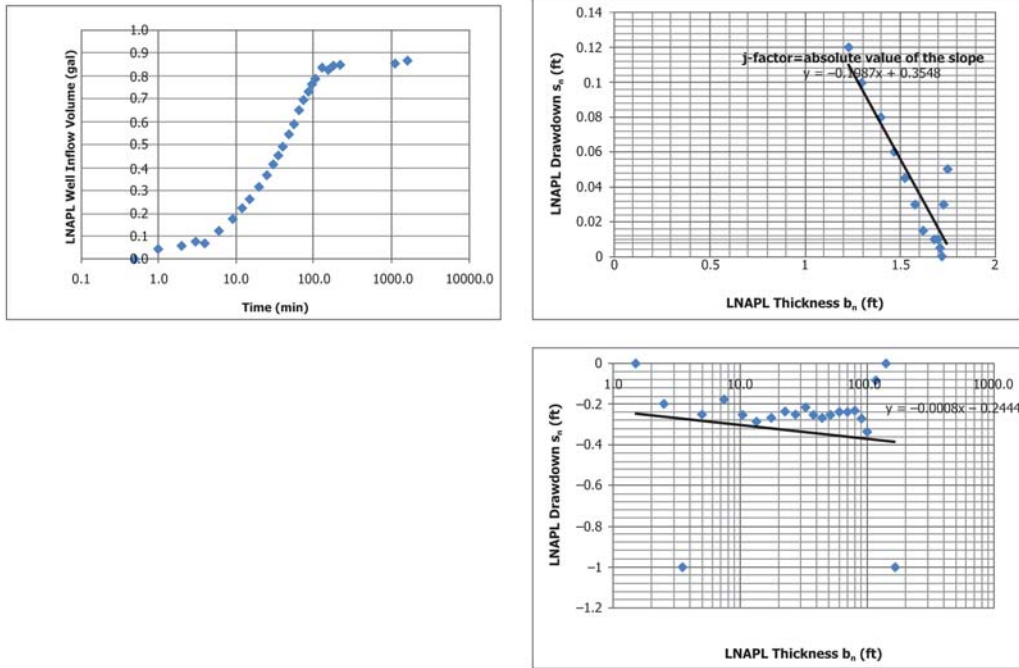 1.0
0.9
0.8
0.7
0.6
0.5
0.4
0.3
0.2
0.1
0.0
0.1 1.0 10.0 100.0 1000.0 10000.0
LNAPL Well Inflow Volume (gal)
Time (min)
0.14
0.12
0.1
0.08
0.06
0.04
0.02
0
0 0.5 1 1.5 2
j-factor=absolute value of the slope
y = −0.1987x + 0.3548
LNAPL Drawdown sn (ft)
LNAPL Thickness bn (ft)
0
−0.2
−0.4
−0.6
−0.8
−1
−1.2
1.0 10.0 100.0 1000.0
y = −0.0008x − 0.2444
LNAPL Drawdown sn (ft)
LNAPL Thickness bn (ft)